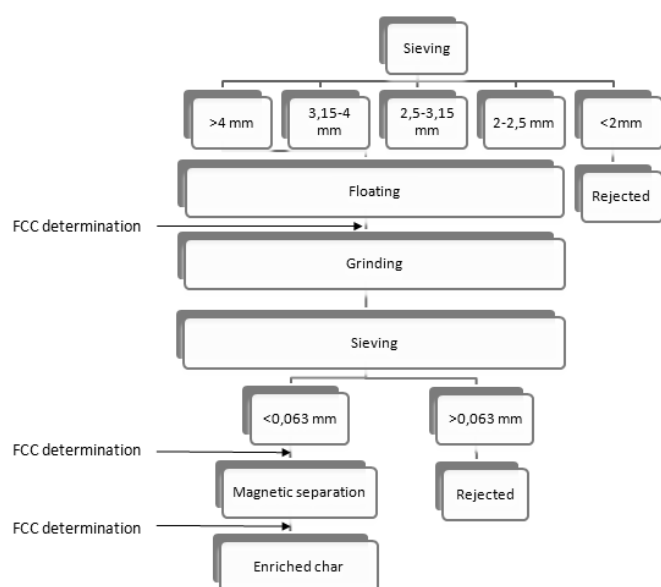 Sieving
>4 mm
3,15-4
mm
2,5-3,15
mm
2-2,5 mm
<2mm
Floating
Rejected
FCC determination
Grinding
Sieving
<0,063 mm
>0,063 mm
FCC determination
Magnetic separation
Rejected
FCC determination
Enriched char